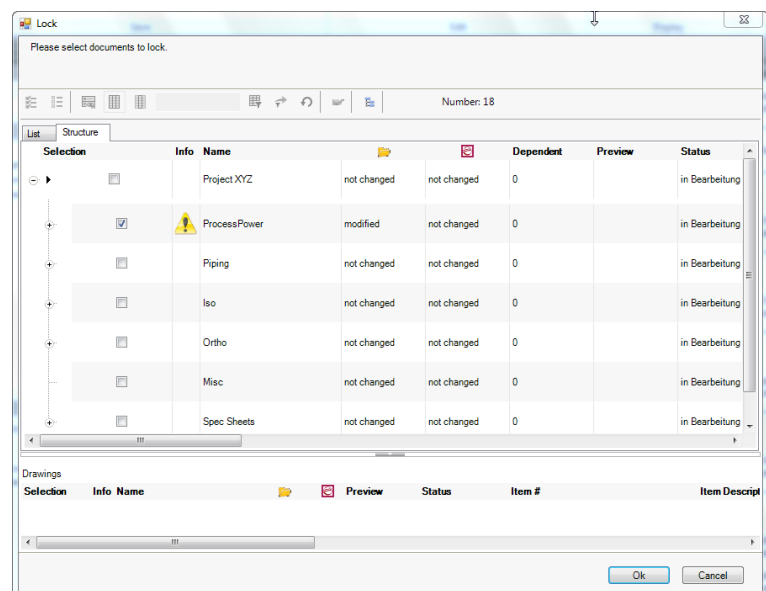 Lock
Please select documents to lock.
Number: 18
List Structure
Selection Info Name Dependent Preview Status
Project XYZ not changed not changed 0 in Bearbeitung
ProcessPower modified not changed 0 in Bearbeitung
Piping not changed not changed 0 in Bearbeitung
Iso not changed not changed 0 in Bearbeitung
Ortho not changed not changed 0 in Bearbeitung
Misc not changed not changed 0 in Bearbeitung
Spec Sheets not changed not changed 0 in Bearbeitung
Drawings
Selection Info Name Preview Status Item # Item Descript
Ok Cancel